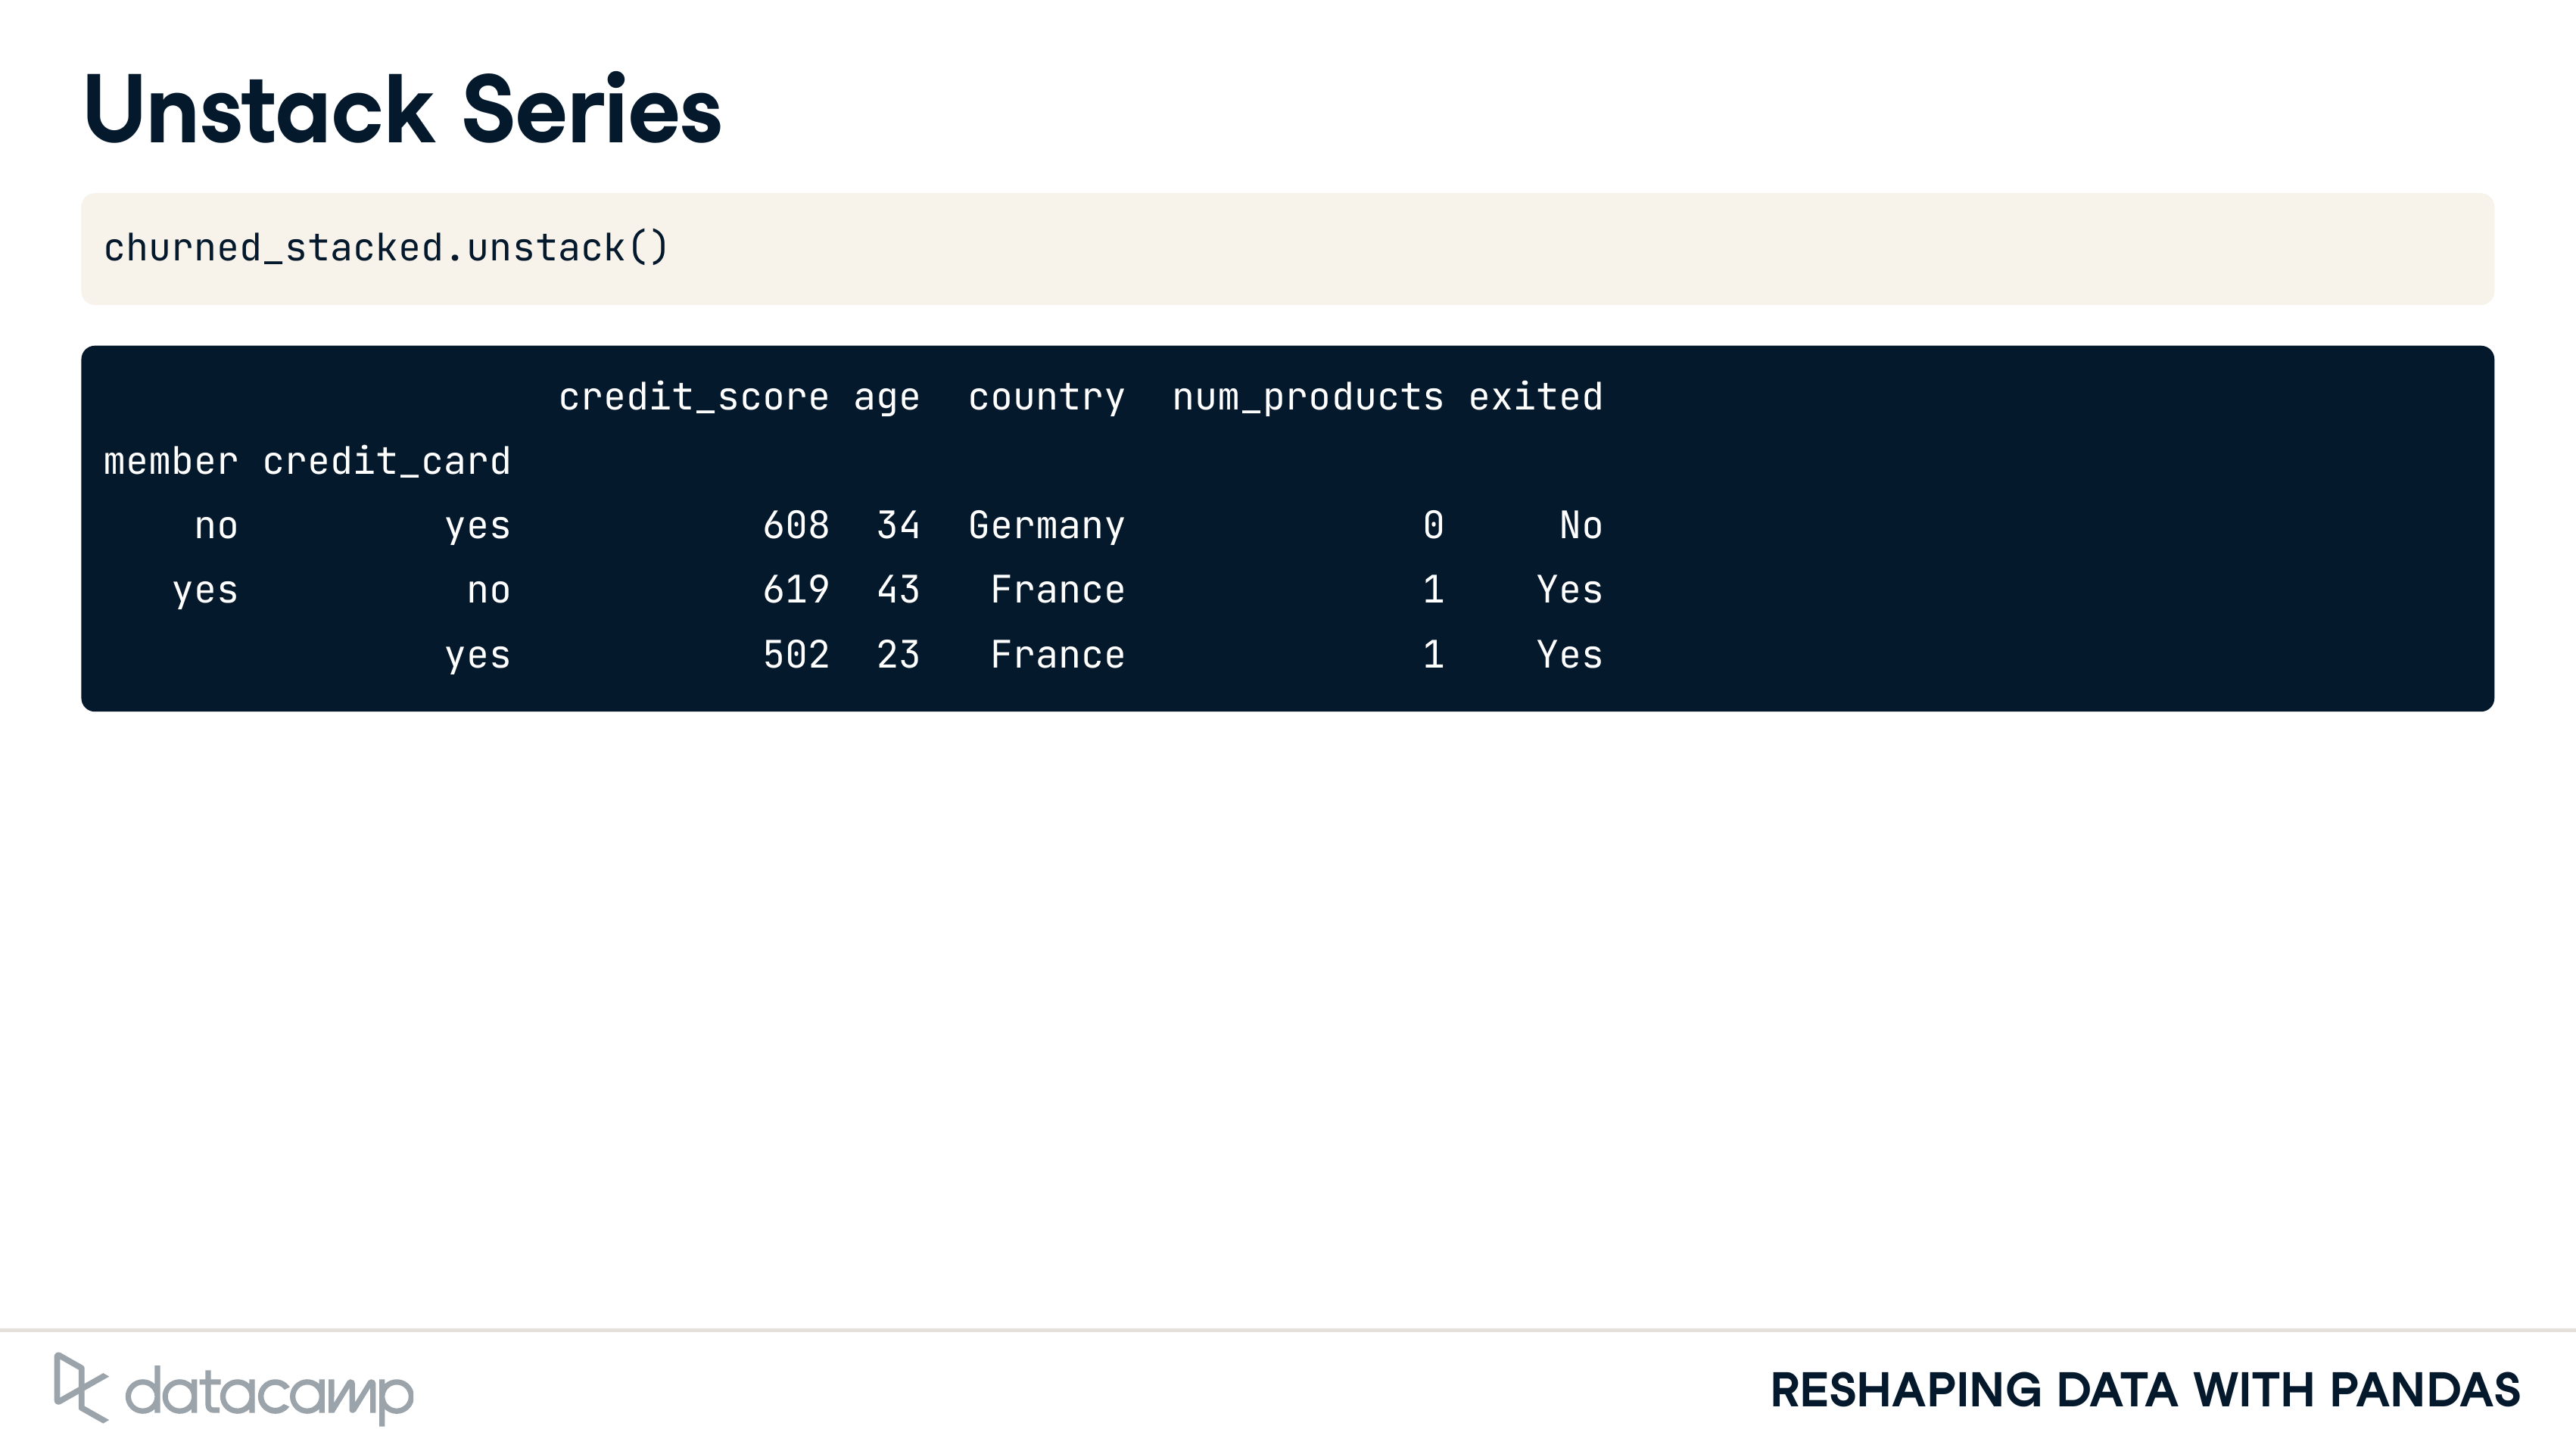 Unstack Series
churned_stacked.unstack()
credit_score age country num_products exited
member credit_card
no yes 608 34 Germany 0 No
yes no 619 43 France 1 Yes
yes 502 23 France 1 Yes
datacamp
RESHAPING DATA WITH PANDAS